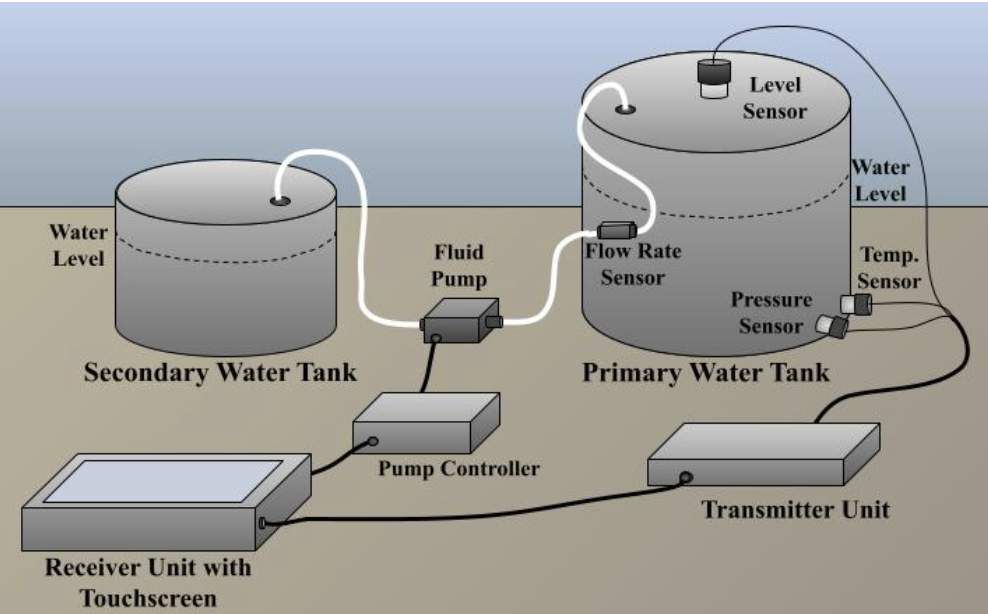 Level
Sensor
Water
Level
Water
Level
Fluid
Pump
Flow Rate
Sensor
Temp.
Sensor
Pressure
Sensor
Secondary Water Tank
Primary Water Tank
Pump Controller
Transmitter Unit
Receiver Unit with
Touchscreen